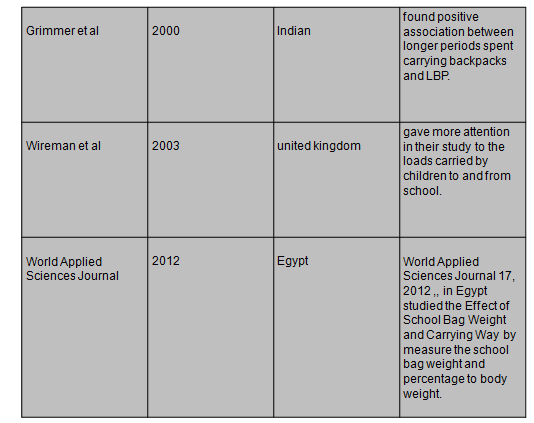 Grimmer et al
2000
Indian
found positive
association between
longer periods spent
carrying backpacks
and LBP.
Wireman et al
2003
united kingdom
gave more attention
in their study to the
loads carried by
children to and from
school.
World Applied
Sciences Journal
2012
Egypt
World Applied
Sciences Journal 17,
2012 ,, in Egypt
studied the Effect of
School Bag Weight
and Carrying Way by
measure the school
bag weight and
percentage to body
weight.